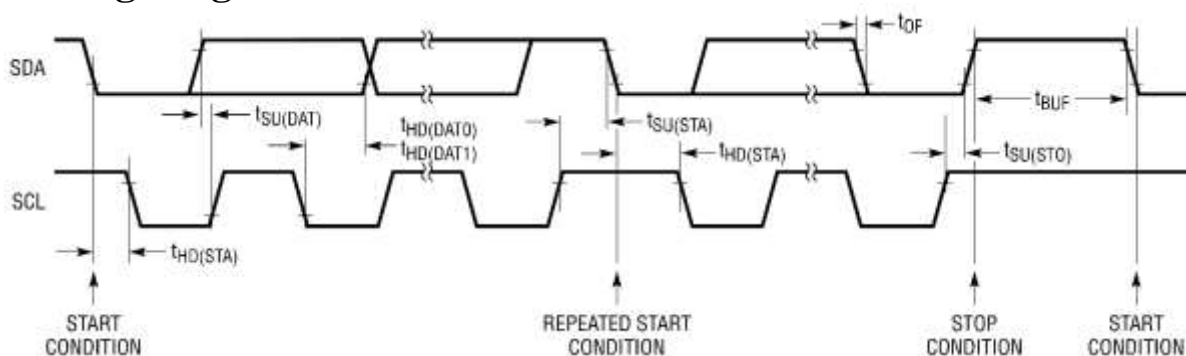 SDA
tSU(DAT)
tHD(DAT0)
tHD(DAT1)
tSU(STA)
tHD(STA)
tOF
tBUF
tSU(STO)
SCL
tHD(STA)
START
CONDITION
REPEATED START
CONDITION
STOP
CONDITION
START
CONDITION